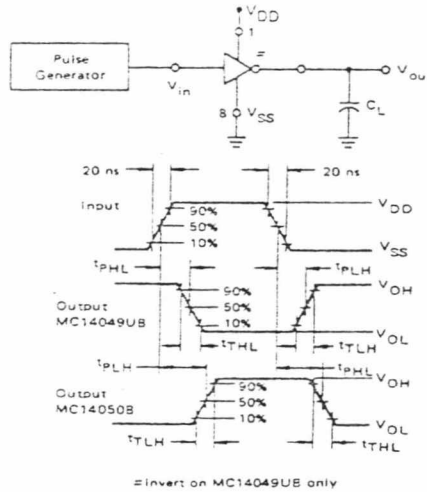 VDD
1
=
Pulse
Generator
Vin
Vou
8 VSS
CL
20 ns
20 ns
Input
90%
50%
10%
VDD
VSS
tPHL
tPLH
Output
MC14049UB
90%
50%
10%
VOH
VOL
tTHL
tTLH
tPLH
tPHL
Output
MC14050B
90%
50%
10%
VOH
VOL
tTLH
tTHL
=Invert on MC14049UB only